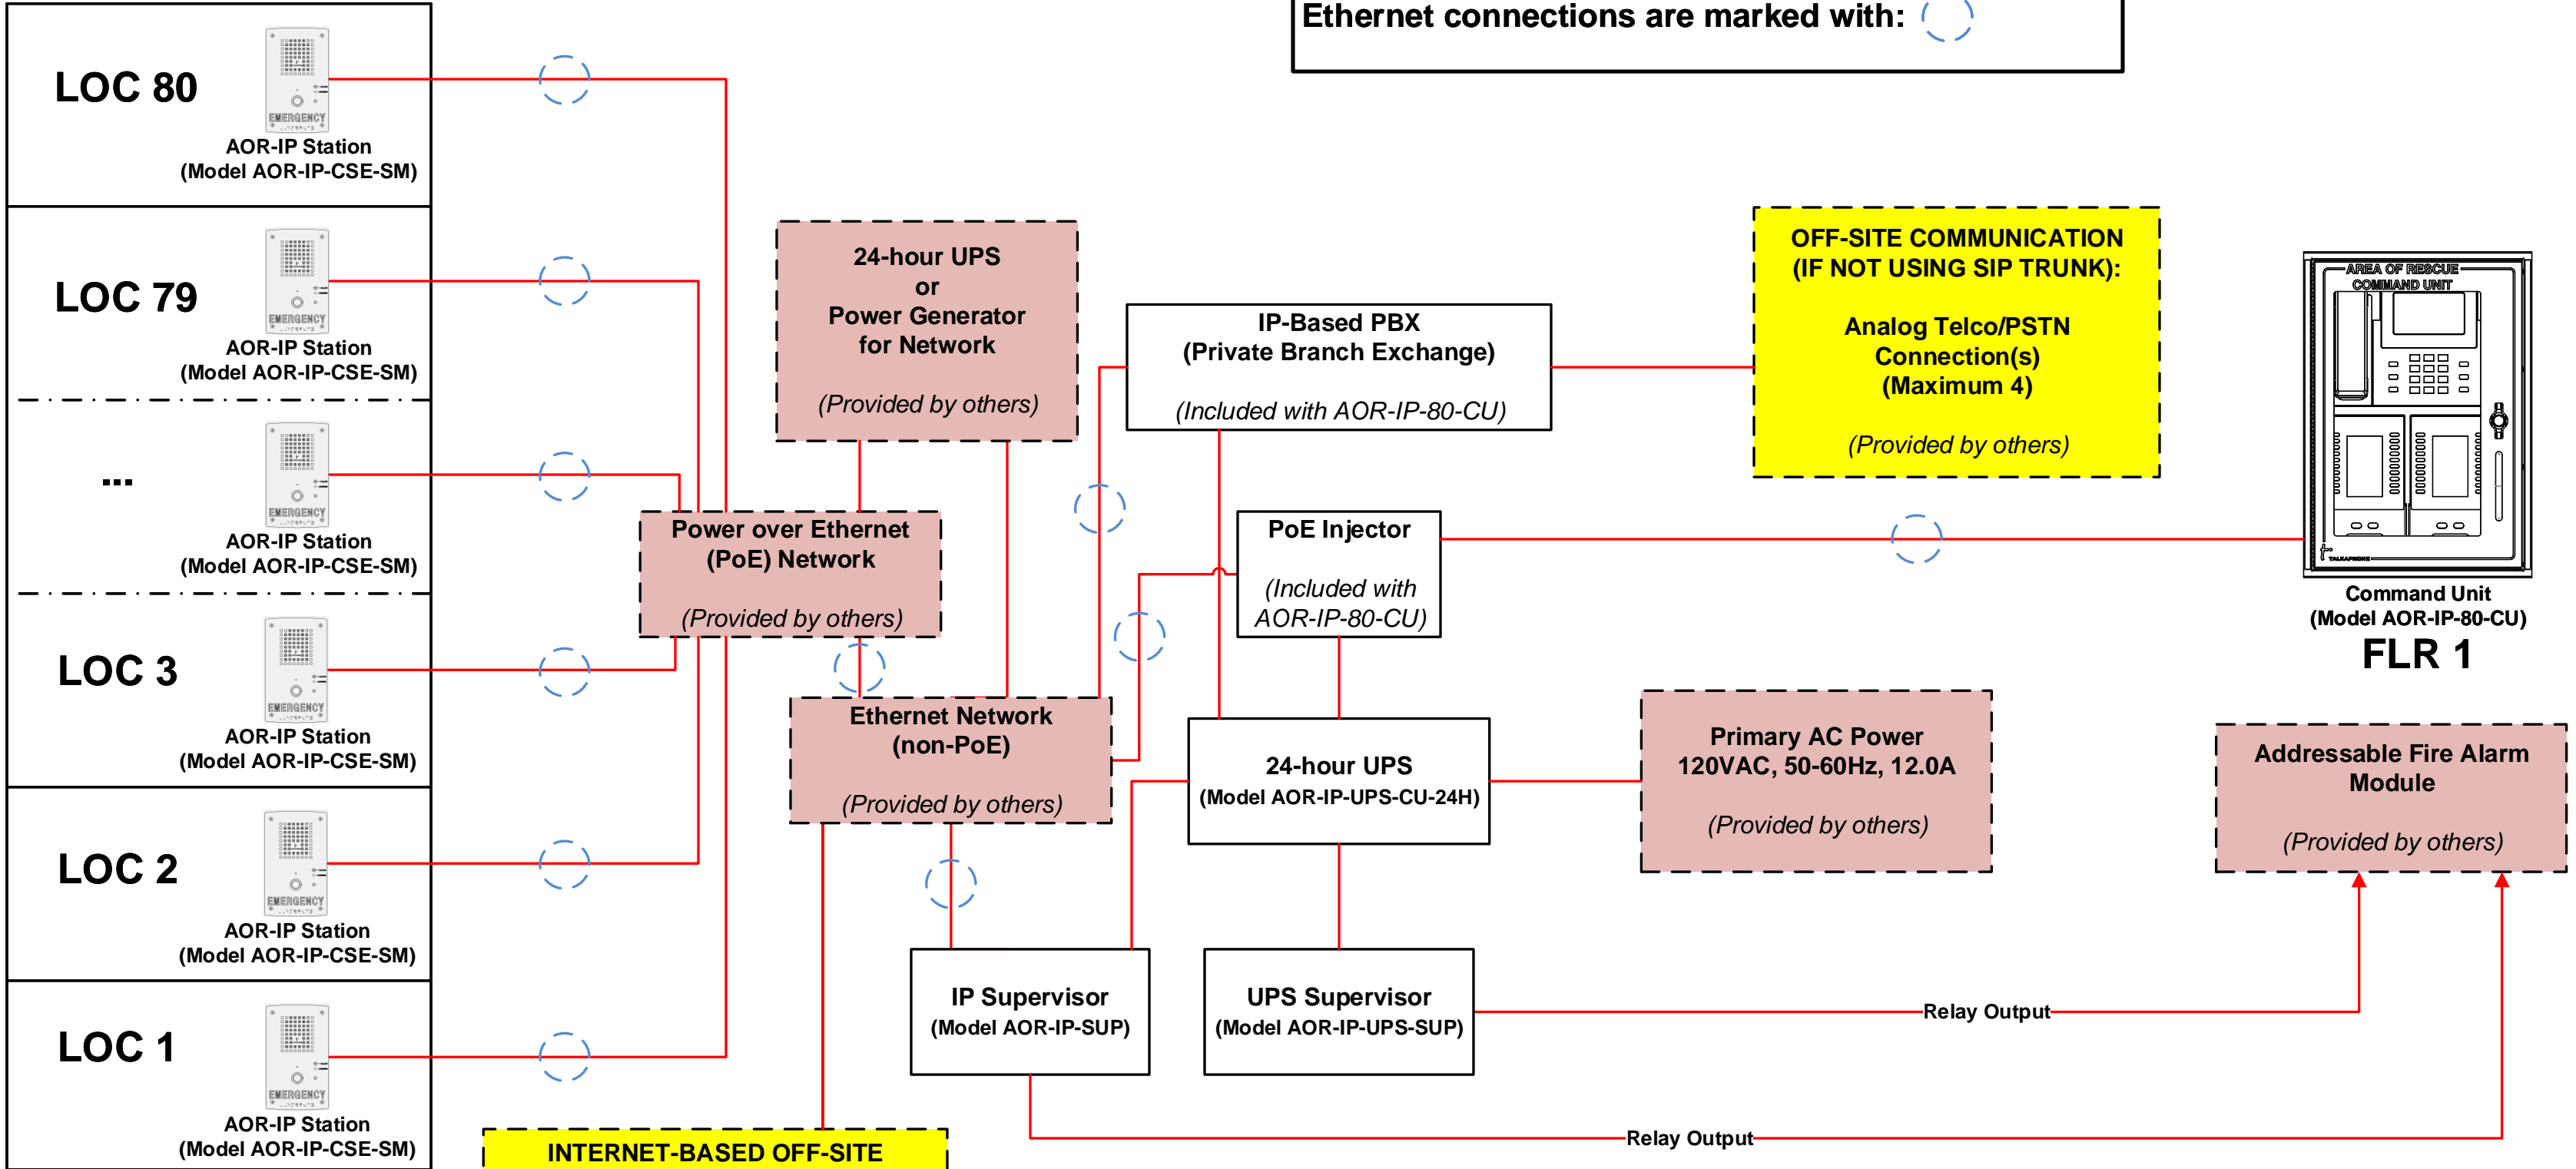 Ethernet connections are marked with:
LOC 80
EMERGENCY
AOR-IP Station
(Model AOR-IP-CSE-SM)
LOC 79
EMERGENCY
AOR-IP Station
(Model AOR-IP-CSE-SM)
...
EMERGENCY
AOR-IP Station
(Model AOR-IP-CSE-SM)
LOC 3
EMERGENCY
AOR-IP Station
(Model AOR-IP-CSE-SM)
LOC 2
EMERGENCY
AOR-IP Station
(Model AOR-IP-CSE-SM)
LOC 1
EMERGENCY
AOR-IP Station
(Model AOR-IP-CSE-SM)
24-hour UPS
or
Power Generator
for Network
(Provided by others)
Power over Ethernet
(PoE) Network
(Provided by others)
Ethernet Network
(non-PoE)
(Provided by others)
IP-Based PBX
(Private Branch Exchange)
(Included with AOR-IP-80-CU)
PoE Injector
(Included with
AOR-IP-80-CU)
24-hour UPS
(Model AOR-IP-UPS-CU-24H)
IP Supervisor
(Model AOR-IP-SUP)
UPS Supervisor
(Model AOR-IP-UPS-SUP)
OFF-SITE COMMUNICATION
(IF NOT USING SIP TRUNK):
Analog Telco/PSTN
Connection(s)
(Maximum 4)
(Provided by others)
Primary AC Power
120VAC, 50-60Hz, 12.0A
(Provided by others)
AREA OF RESCUE
COMMAND UNIT
TALKAPHONE
Command Unit
(Model AOR-IP-80-CU)
FLR 1
Addressable Fire Alarm
Module
(Provided by others)
Relay Output
Relay Output
INTERNET-BASED OFF-SITE